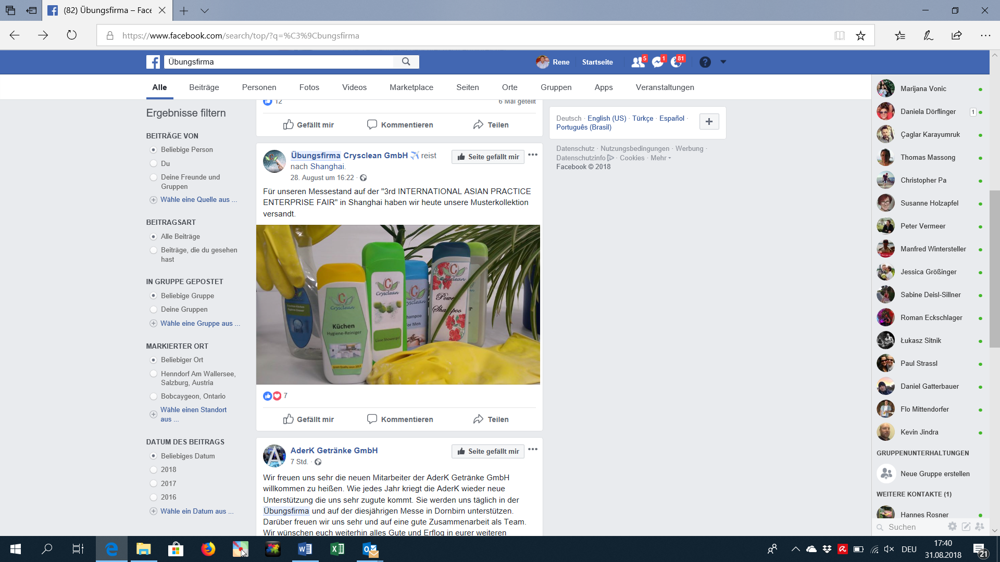 (82) Übungsfirma – Face
https://www.facebook.com/search/top/?q=%C3%9Cbungsfirma
Übungsfirma
Rene
Startseite
5
1
81
Alle
Beiträge
Personen
Fotos
Videos
Marketplace
Seiten
Orte
Gruppen
Apps
Veranstaltungen
Ergebnisse filtern
BEITRÄGE VON
Beliebige Person
Du
Deine Freunde und
Gruppen
Wähle eine Quelle aus ...
BEITRAGSART
Alle Beiträge
Beiträge, die du gesehen
hast
IN GRUPPE GEPOSTET
Beliebige Gruppe
Deine Gruppen
Wähle eine Gruppe aus ...
MARKIERTER ORT
Beliebiger Ort
Henndorf Am Wallersee,
Salzburg, Austria
Bobcaygeon, Ontario
Wähle einen Standort
aus ...
DATUM DES BEITRAGS
Beliebiges Datum
2018
2017
2016
Wähle ein Datum aus ...
12
6 Mal geteilt
Gefällt mir
Kommentieren
Teilen
Übungsfirma Crysclean GmbH reist
nach Shanghai.
28. August um 16:22 ·
Seite gefällt mir
Für unseren Messestand auf der "3rd INTERNATIONAL ASIAN PRACTICE
ENTERPRISE FAIR" in Shanghai haben wir heute unsere Musterkollektion
versandt.
Crysclean
Küchen
Hygiene-Reiniger
Green Quality since 2013
Crysclean
Lime Showergel
For Men
Crysclean
Shampoo
7
Gefällt mir
Kommentieren
Teilen
AderK Getränke GmbH
7 Std. ·
Seite gefällt mir
Wir freuen uns sehr die neuen Mitarbeiter der AderK Getränke GmbH
willkommen zu heißen. Wie jedes Jahr kriegt die AderK wieder neue
Unterstützung die uns sehr zugute kommt. Sie werden uns täglich in der
Übungsfirma und auf der diesjährigen Messe in Dornbirn unterstützen.
Darüber freuen wir uns sehr und auf eine gute Zusammenarbeit als Team.
Wir wünschen euch weiterhin alles Gute und Erflog in eurer weiteren
Deutsch · English (US) · Türkçe · Español ·
Português (Brasil)
Datenschutz · Nutzungsbedingungen · Werbung ·
Datenschutzinfo · Cookies · Mehr
Facebook © 2018
Marijana Vonic
Daniela Dörflinger
1
Çaglar Karayumruk
Thomas Massong
Christopher Pa
Susanne Holzapfel
Peter Vermeer
Manfred Wintersteller
Jessica Größinger
Sabine Deisl-Sillner
Roman Eckschlager
Łukasz Sitnik
Paul Strassl
Daniel Gatterbauer
Flo Mittendorfer
Kevin Jindra
GRUPPENUNTERHALTUNGEN
Neue Gruppe erstellen
WEITERE KONTAKTE (1)
Hannes Rosner
Suchen
DEU
17:40
31.08.2018
21